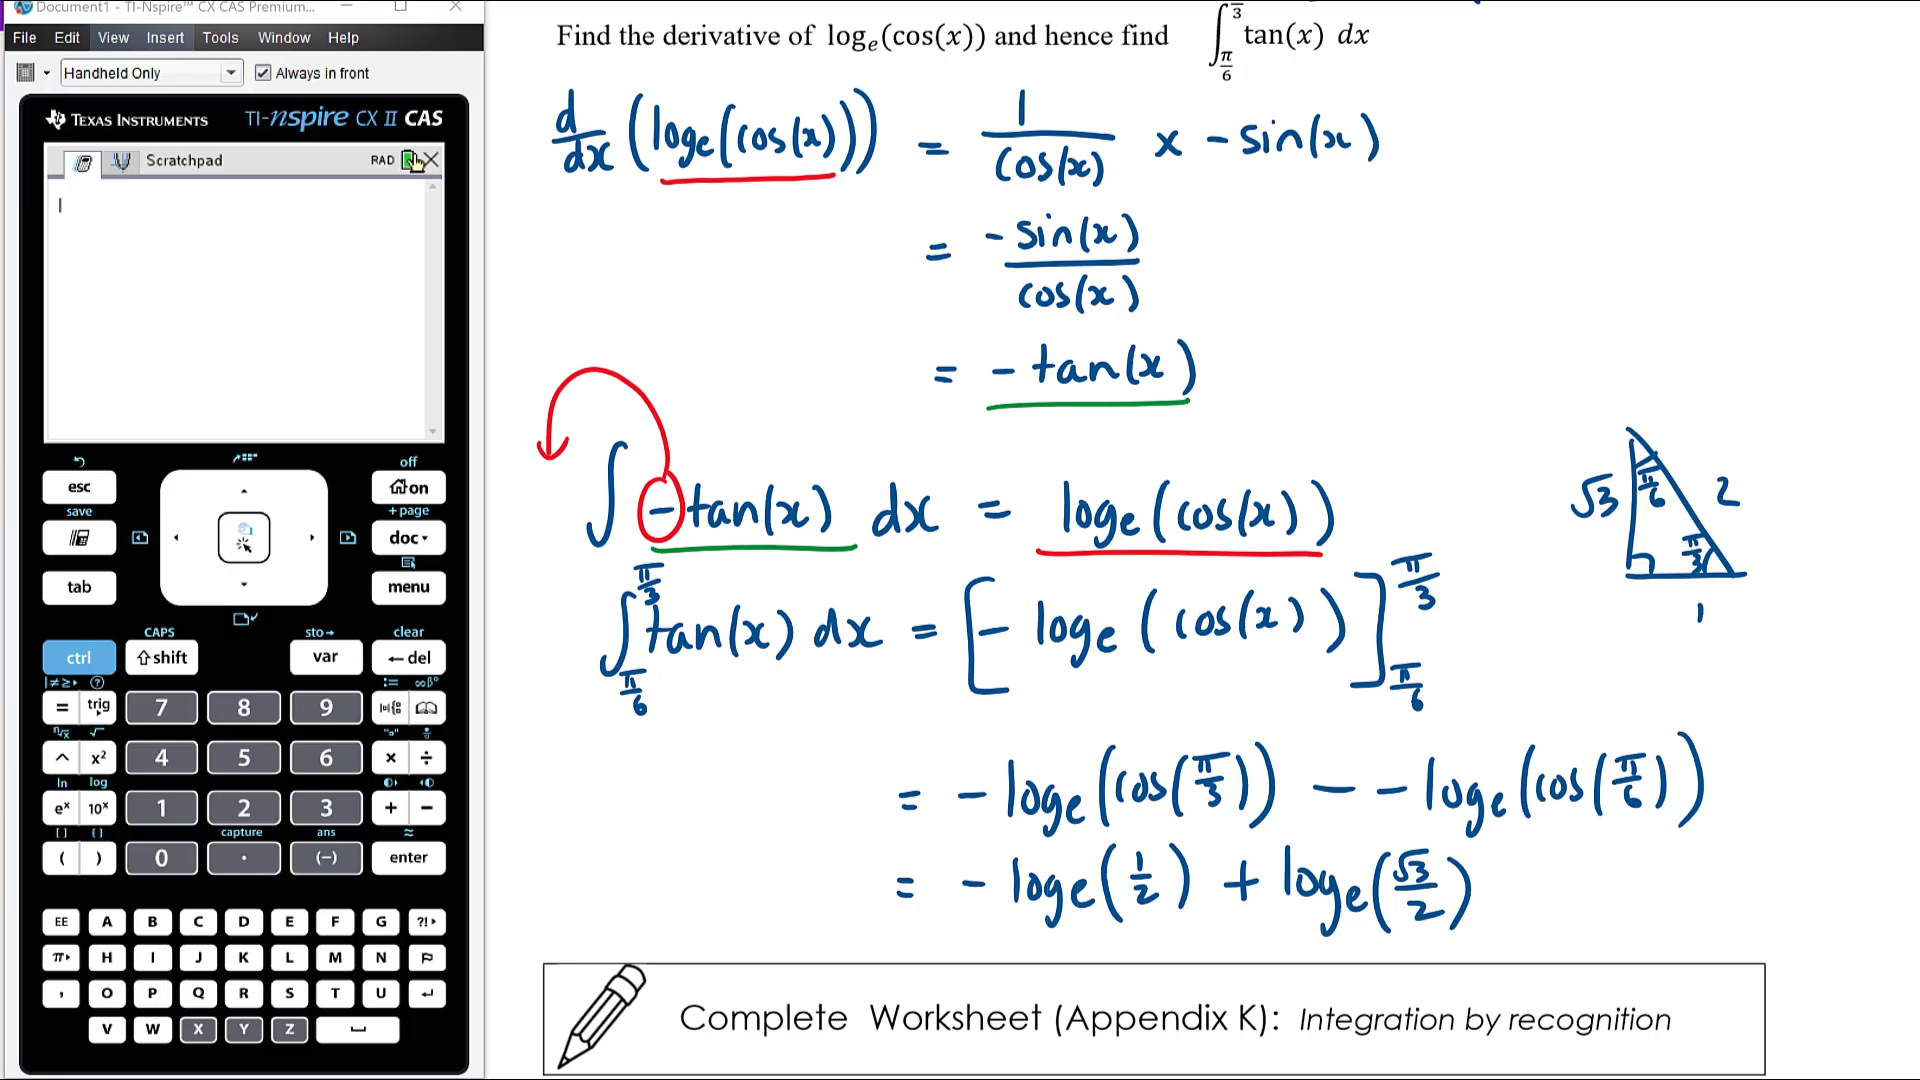 Document1 - TI-Nspire™ CX CAS Premium...
File Edit View Insert Tools Window Help
Handheld Only Always in front
TEXAS INSTRUMENTS TI-nspire CX II CAS
Scratchpad RAD
off
esc on
save + page
doc
tab menu
CAPS sto→ clear
ctrl shift var ←del
= trig 7 8 9
^ x² 4 5 6 × ÷
ln log
eˣ 10ˣ 1 2 3 + −
[ ] { } capture ans ≈
( ) 0 . (−) enter
EE A B C D E F G ?!
π H I J K L M N
, O P Q R S T U
V W X Y Z
Find the derivative of logₑ(cos(x)) and hence find ∫ π/6 3 tan(x) dx
d/dx (logₑ(cos(x))) = 1/cos(x) × -sin(x)
= -sin(x)/cos(x)
= -tan(x)
∫ -tan(x) dx = logₑ(cos(x))
√3 π/6 2 π/3 1
∫ π/6 π/3 tan(x) dx = [- logₑ(cos(x))] π/6 π/3
= - logₑ(cos(π/3)) - - logₑ(cos(π/6))
= - logₑ(1/2) + logₑ(√3/2)
Complete Worksheet (Appendix K): Integration by recognition